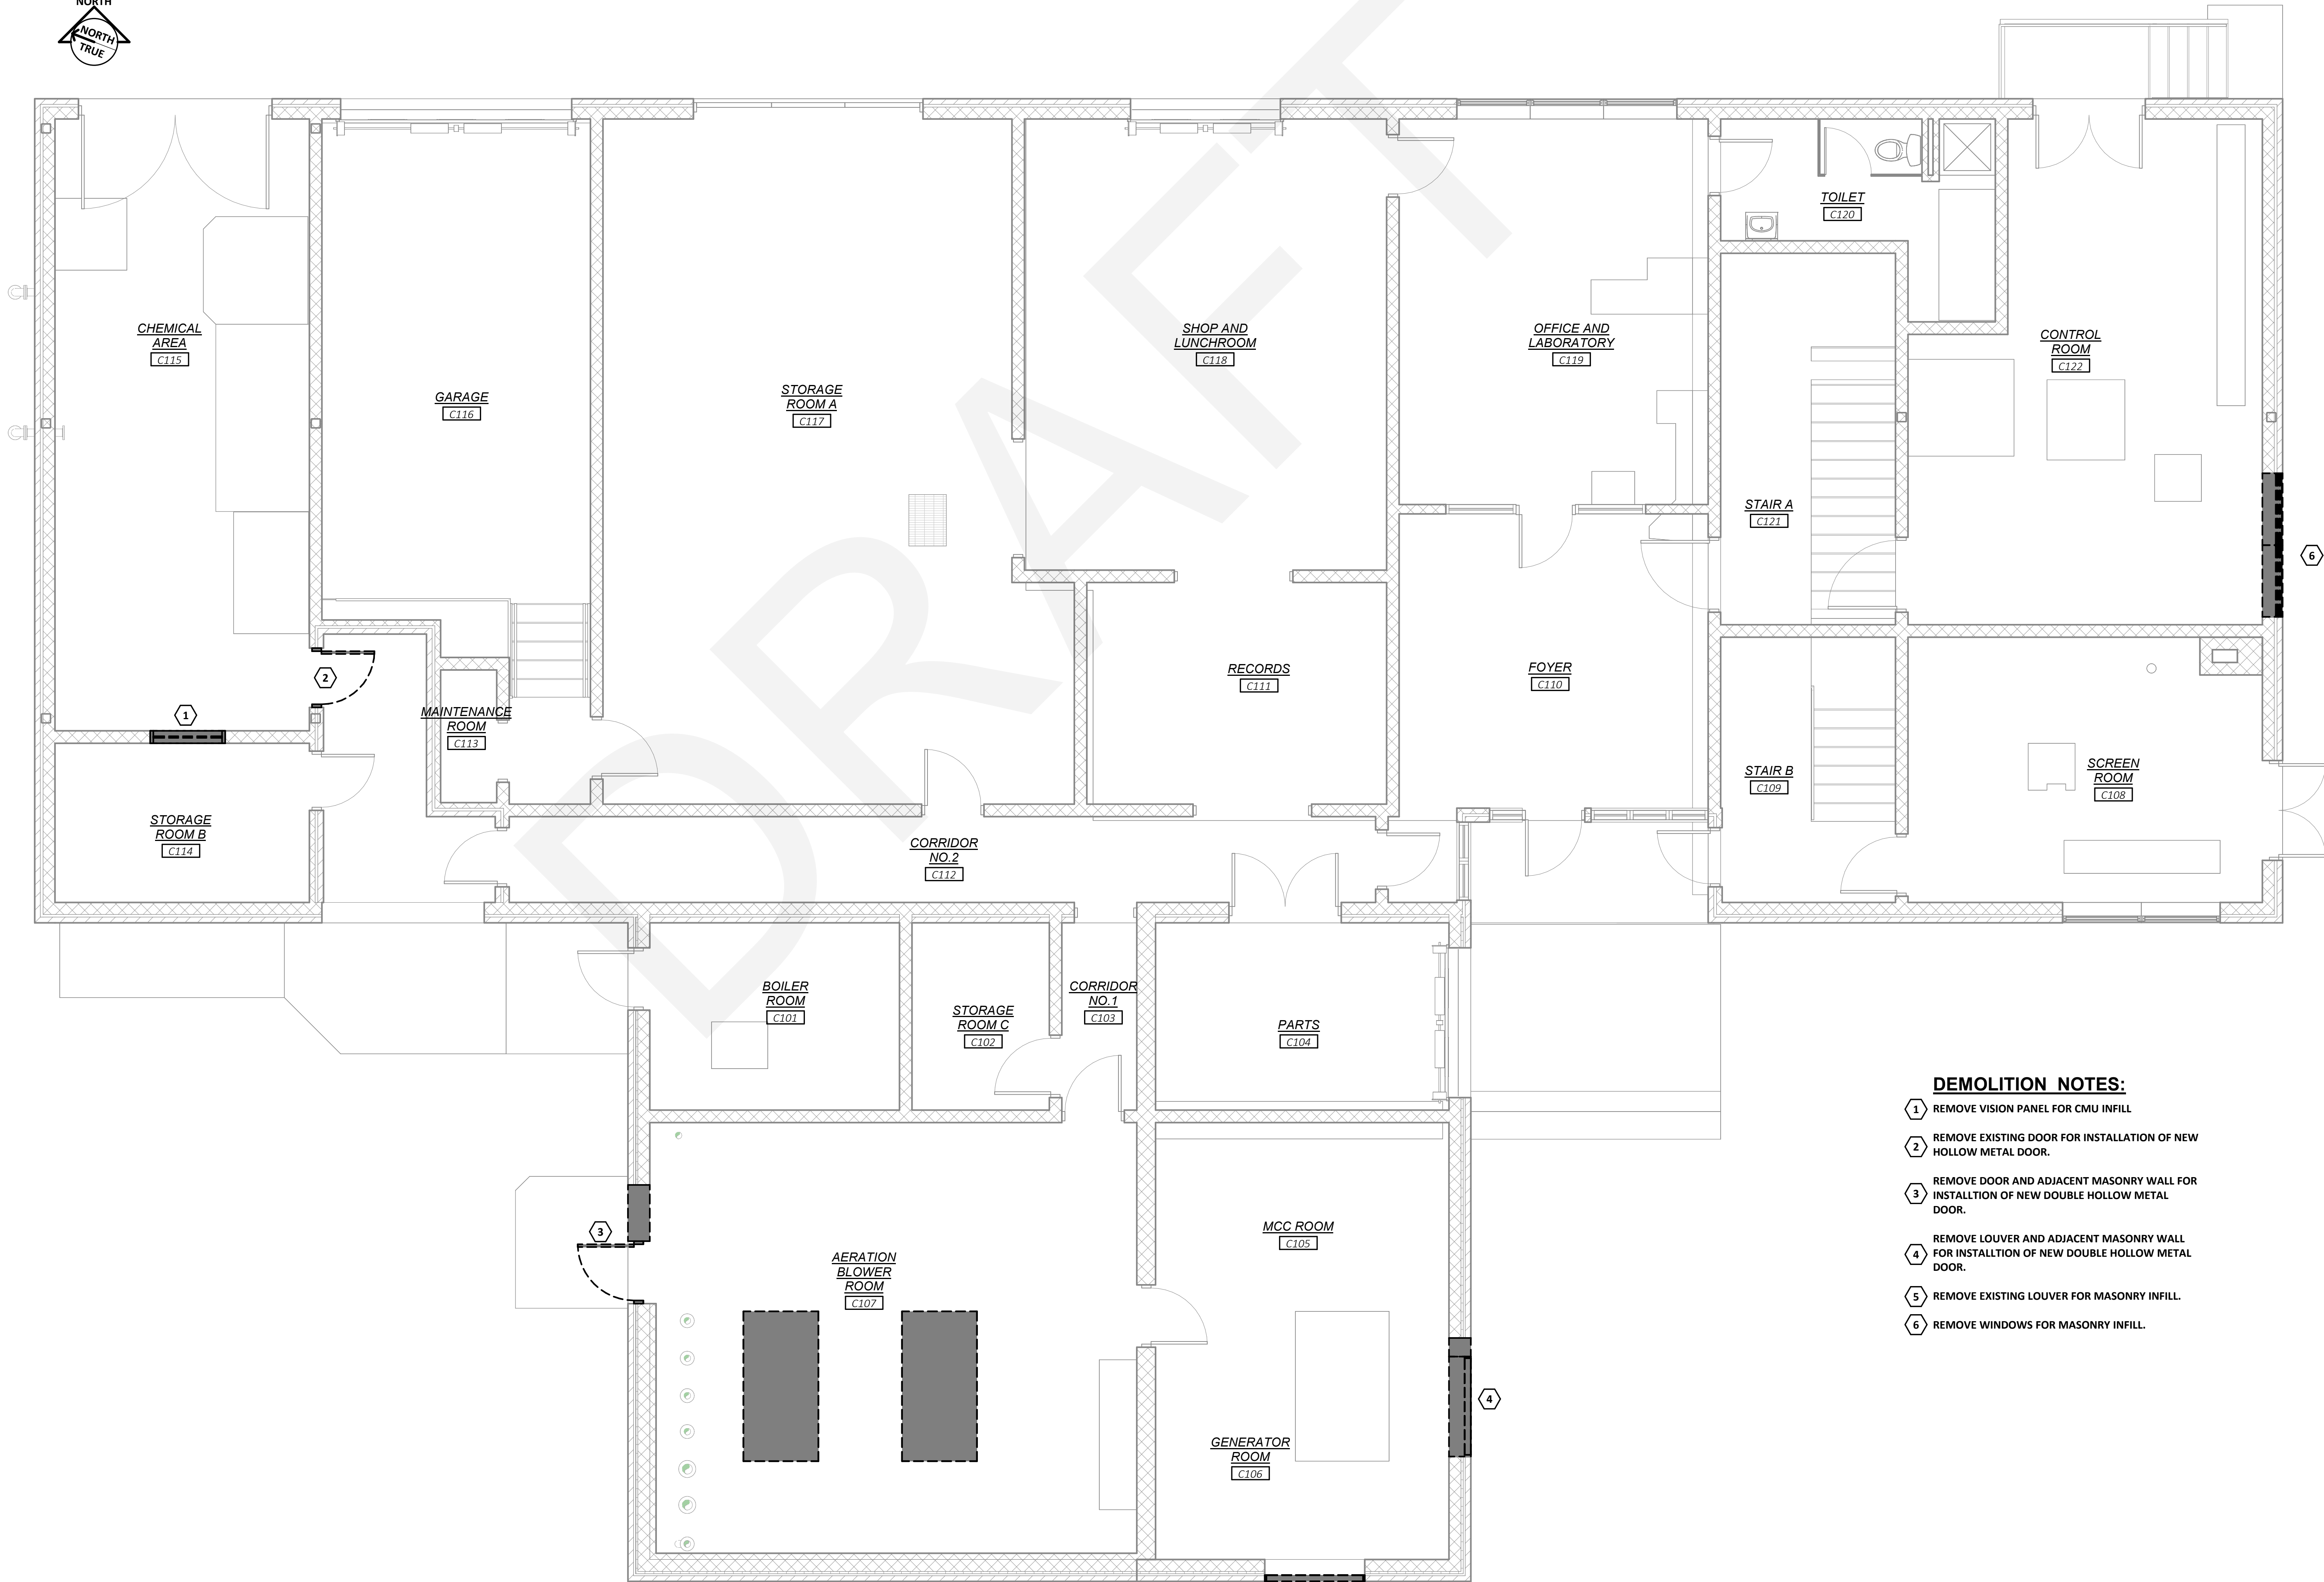 NORTH
NORTH
TRUE
DRAFT
CHEMICAL
AREA
C115
GARAGE
C116
STORAGE
ROOM A
C117
SHOP AND
LUNCHROOM
C118
OFFICE AND
LABORATORY
C119
TOILET
C120
CONTROL
ROOM
C122
STAIR A
C121
6
2
1
MAINTENANCE
ROOM
C113
RECORDS
C111
FOYER
C110
STAIR B
C109
SCREEN
ROOM
C108
STORAGE
ROOM B
C114
CORRIDOR
NO.2
C112
BOILER
ROOM
C101
STORAGE
ROOM C
C102
CORRIDOR
NO.1
C103
PARTS
C104
3
AERATION
BLOWER
ROOM
C107
MCC ROOM
C105
4
GENERATOR
ROOM
C106
DEMOLITION NOTES:
1 REMOVE VISION PANEL FOR CMU INFILL
2 REMOVE EXISTING DOOR FOR INSTALLATION OF NEW
HOLLOW METAL DOOR.
3 REMOVE DOOR AND ADJACENT MASONRY WALL FOR
INSTALLTION OF NEW DOUBLE HOLLOW METAL
DOOR.
4 REMOVE LOUVER AND ADJACENT MASONRY WALL
FOR INSTALLTION OF NEW DOUBLE HOLLOW METAL
DOOR.
5 REMOVE EXISTING LOUVER FOR MASONRY INFILL.
6 REMOVE WINDOWS FOR MASONRY INFILL.